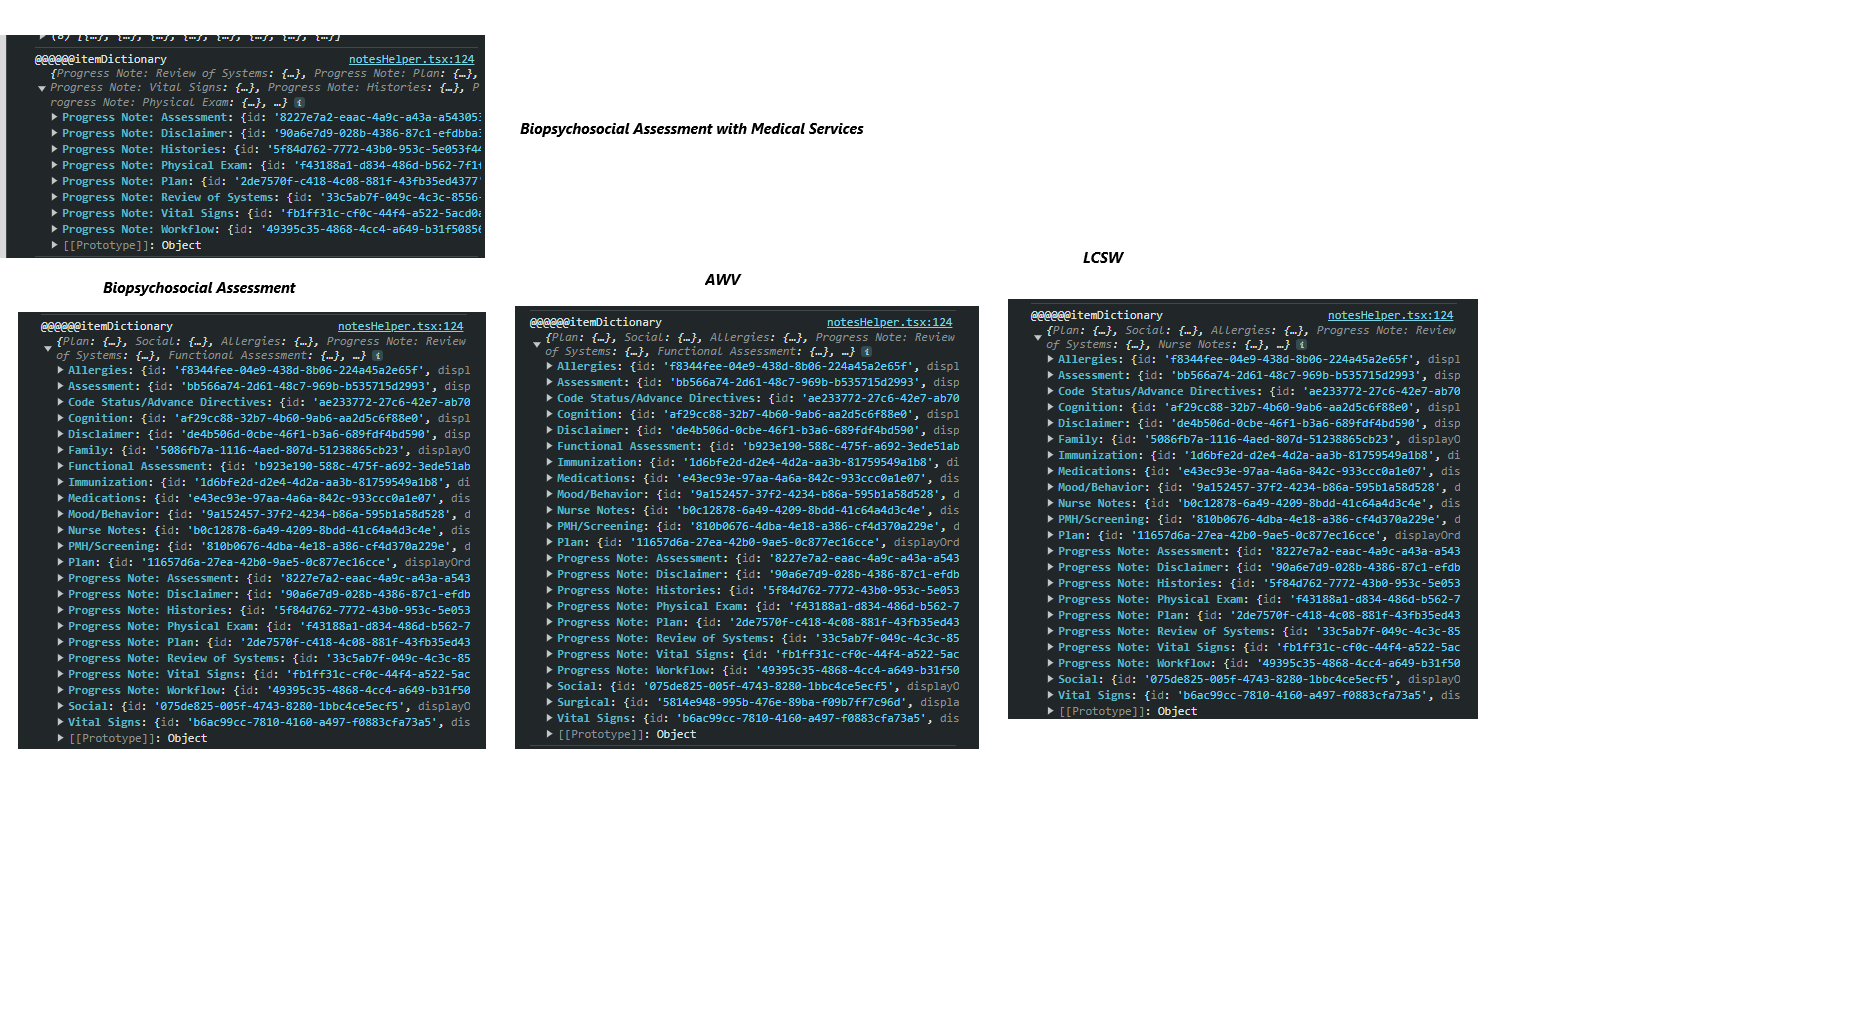 ▶ (8) [{…}, {…}, {…}, {…}, {…}, {…}, {…}, {…}]
@@@@@@itemDictionary notesHelper.tsx:124
{Progress Note: Review of Systems: {…}, Progress Note: Plan: {…},
Progress Note: Vital Signs: {…}, Progress Note: Histories: {…}, P
rogress Note: Physical Exam: {…}, …} i
Progress Note: Assessment: {id: '8227e7a2-eaac-4a9c-a43a-a543053
Progress Note: Disclaimer: {id: '90a6e7d9-028b-4386-87c1-efdbba3
Progress Note: Histories: {id: '5f84d762-7772-43b0-953c-5e053f44
Progress Note: Physical Exam: {id: 'f43188a1-d834-486d-b562-7f1f
Progress Note: Plan: {id: '2de7570f-c418-4c08-881f-43fb35ed4377'
Progress Note: Review of Systems: {id: '33c5ab7f-049c-4c3c-8556-
Progress Note: Vital Signs: {id: 'fb1ff31c-cf0c-44f4-a522-5acd0a
Progress Note: Workflow: {id: '49395c35-4868-4cc4-a649-b31f50856
[[Prototype]]: Object
Biopsychosocial Assessment with Medical Services
Biopsychosocial Assessment
@@@@@@itemDictionary notesHelper.tsx:124
{Plan: {…}, Social: {…}, Allergies: {…}, Progress Note: Review
of Systems: {…}, Functional Assessment: {…}, …} i
Allergies: {id: 'f8344fee-04e9-438d-8b06-224a45a2e65f', displ
Assessment: {id: 'bb566a74-2d61-48c7-969b-b535715d2993', disp
Code Status/Advance Directives: {id: 'ae233772-27c6-42e7-ab70
Cognition: {id: 'af29cc88-32b7-4b60-9ab6-aa2d5c6f88e0', displ
Disclaimer: {id: 'de4b506d-0cbe-46f1-b3a6-689fdf4bd590', disp
Family: {id: '5086fb7a-1116-4aed-807d-51238865cb23', displayO
Functional Assessment: {id: 'b923e190-588c-475f-a692-3ede51ab
Immunization: {id: '1d6bfe2d-d2e4-4d2a-aa3b-81759549a1b8', di
Medications: {id: 'e43ec93e-97aa-4a6a-842c-933ccc0a1e07', dis
Mood/Behavior: {id: '9a152457-37f2-4234-b86a-595b1a58d528', d
Nurse Notes: {id: 'b0c12878-6a49-4209-8bdd-41c64a4d3c4e', dis
PMH/Screening: {id: '810b0676-4dba-4e18-a386-cf4d370a229e', d
Plan: {id: '11657d6a-27ea-42b0-9ae5-0c877ec16cce', displayOrd
Progress Note: Assessment: {id: '8227e7a2-eaac-4a9c-a43a-a543
Progress Note: Disclaimer: {id: '90a6e7d9-028b-4386-87c1-efdb
Progress Note: Histories: {id: '5f84d762-7772-43b0-953c-5e053
Progress Note: Physical Exam: {id: 'f43188a1-d834-486d-b562-7
Progress Note: Plan: {id: '2de7570f-c418-4c08-881f-43fb35ed43
Progress Note: Review of Systems: {id: '33c5ab7f-049c-4c3c-85
Progress Note: Vital Signs: {id: 'fb1ff31c-cf0c-44f4-a522-5ac
Progress Note: Workflow: {id: '49395c35-4868-4cc4-a649-b31f50
Social: {id: '075de825-005f-4743-8280-1bbc4ce5ecf5', displayO
Vital Signs: {id: 'b6ac99cc-7810-4160-a497-f0883cfa73a5', dis
[[Prototype]]: Object
AWV
@@@@@@itemDictionary notesHelper.tsx:124
{Plan: {…}, Social: {…}, Allergies: {…}, Progress Note: Review
of Systems: {…}, Functional Assessment: {…}, …} i
Allergies: {id: 'f8344fee-04e9-438d-8b06-224a45a2e65f', displ
Assessment: {id: 'bb566a74-2d61-48c7-969b-b535715d2993', disp
Code Status/Advance Directives: {id: 'ae233772-27c6-42e7-ab70
Cognition: {id: 'af29cc88-32b7-4b60-9ab6-aa2d5c6f88e0', displ
Disclaimer: {id: 'de4b506d-0cbe-46f1-b3a6-689fdf4bd590', disp
Functional Assessment: {id: 'b923e190-588c-475f-a692-3ede51ab
Immunization: {id: '1d6bfe2d-d2e4-4d2a-aa3b-81759549a1b8', di
Medications: {id: 'e43ec93e-97aa-4a6a-842c-933ccc0a1e07', dis
Mood/Behavior: {id: '9a152457-37f2-4234-b86a-595b1a58d528', d
Nurse Notes: {id: 'b0c12878-6a49-4209-8bdd-41c64a4d3c4e', dis
PMH/Screening: {id: '810b0676-4dba-4e18-a386-cf4d370a229e', d
Plan: {id: '11657d6a-27ea-42b0-9ae5-0c877ec16cce', displayOrd
Progress Note: Assessment: {id: '8227e7a2-eaac-4a9c-a43a-a543
Progress Note: Disclaimer: {id: '90a6e7d9-028b-4386-87c1-efdb
Progress Note: Histories: {id: '5f84d762-7772-43b0-953c-5e053
Progress Note: Physical Exam: {id: 'f43188a1-d834-486d-b562-7
Progress Note: Plan: {id: '2de7570f-c418-4c08-881f-43fb35ed43
Progress Note: Review of Systems: {id: '33c5ab7f-049c-4c3c-85
Progress Note: Vital Signs: {id: 'fb1ff31c-cf0c-44f4-a522-5ac
Progress Note: Workflow: {id: '49395c35-4868-4cc4-a649-b31f50
Social: {id: '075de825-005f-4743-8280-1bbc4ce5ecf5', displayO
Surgical: {id: '5814e948-995b-476e-89ba-f09b7ff7c96d', displa
Vital Signs: {id: 'b6ac99cc-7810-4160-a497-f0883cfa73a5', dis
[[Prototype]]: Object
LCSW
@@@@@@itemDictionary notesHelper.tsx:124
{Plan: {…}, Social: {…}, Allergies: {…}, Progress Note: Review
of Systems: {…}, Nurse Notes: {…}, …} i
Allergies: {id: 'f8344fee-04e9-438d-8b06-224a45a2e65f', displ
Assessment: {id: 'bb566a74-2d61-48c7-969b-b535715d2993', disp
Code Status/Advance Directives: {id: 'ae233772-27c6-42e7-ab70
Cognition: {id: 'af29cc88-32b7-4b60-9ab6-aa2d5c6f88e0', displ
Disclaimer: {id: 'de4b506d-0cbe-46f1-b3a6-689fdf4bd590', disp
Family: {id: '5086fb7a-1116-4aed-807d-51238865cb23', displayO
Immunization: {id: '1d6bfe2d-d2e4-4d2a-aa3b-81759549a1b8', di
Medications: {id: 'e43ec93e-97aa-4a6a-842c-933ccc0a1e07', dis
Mood/Behavior: {id: '9a152457-37f2-4234-b86a-595b1a58d528', d
Nurse Notes: {id: 'b0c12878-6a49-4209-8bdd-41c64a4d3c4e', dis
PMH/Screening: {id: '810b0676-4dba-4e18-a386-cf4d370a229e', d
Plan: {id: '11657d6a-27ea-42b0-9ae5-0c877ec16cce', displayOrd
Progress Note: Assessment: {id: '8227e7a2-eaac-4a9c-a43a-a543
Progress Note: Disclaimer: {id: '90a6e7d9-028b-4386-87c1-efdb
Progress Note: Histories: {id: '5f84d762-7772-43b0-953c-5e053
Progress Note: Physical Exam: {id: 'f43188a1-d834-486d-b562-7
Progress Note: Plan: {id: '2de7570f-c418-4c08-881f-43fb35ed43
Progress Note: Review of Systems: {id: '33c5ab7f-049c-4c3c-85
Progress Note: Vital Signs: {id: 'fb1ff31c-cf0c-44f4-a522-5ac
Progress Note: Workflow: {id: '49395c35-4868-4cc4-a649-b31f50
Social: {id: '075de825-005f-4743-8280-1bbc4ce5ecf5', displayO
Vital Signs: {id: 'b6ac99cc-7810-4160-a497-f0883cfa73a5', dis
[[Prototype]]: Object